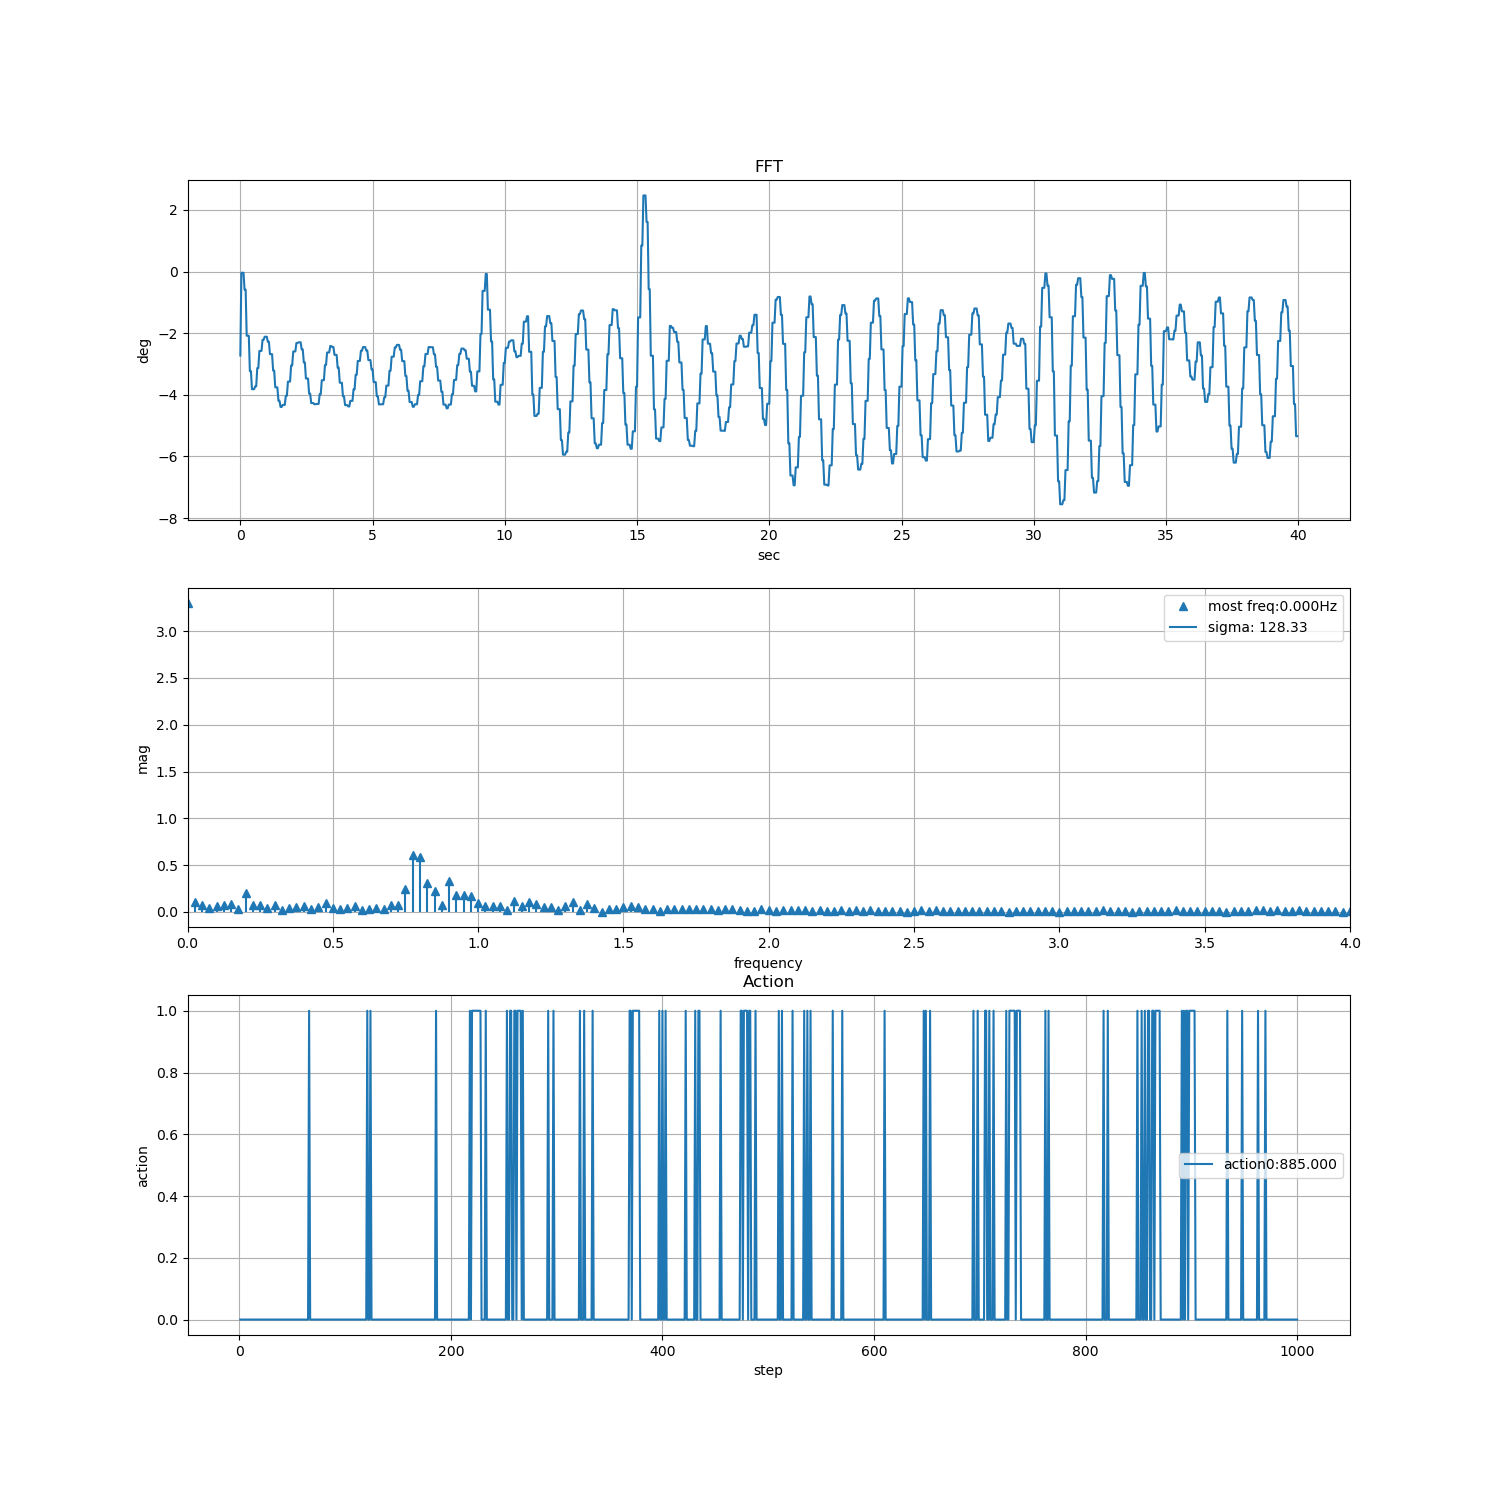 FFT
2
0
−2
−4
−6
−8
deg
0 5 10 15 20 25 30 35 40
sec
most freq:0.000Hz
sigma: 128.33
3.0
2.5
2.0
1.5
1.0
0.5
0.0
mag
0.0 0.5 1.0 1.5 2.0 2.5 3.0 3.5 4.0
frequency
Action
1.0
0.8
0.6
0.4
0.2
0.0
action
action0:885.000
0 200 400 600 800 1000
step